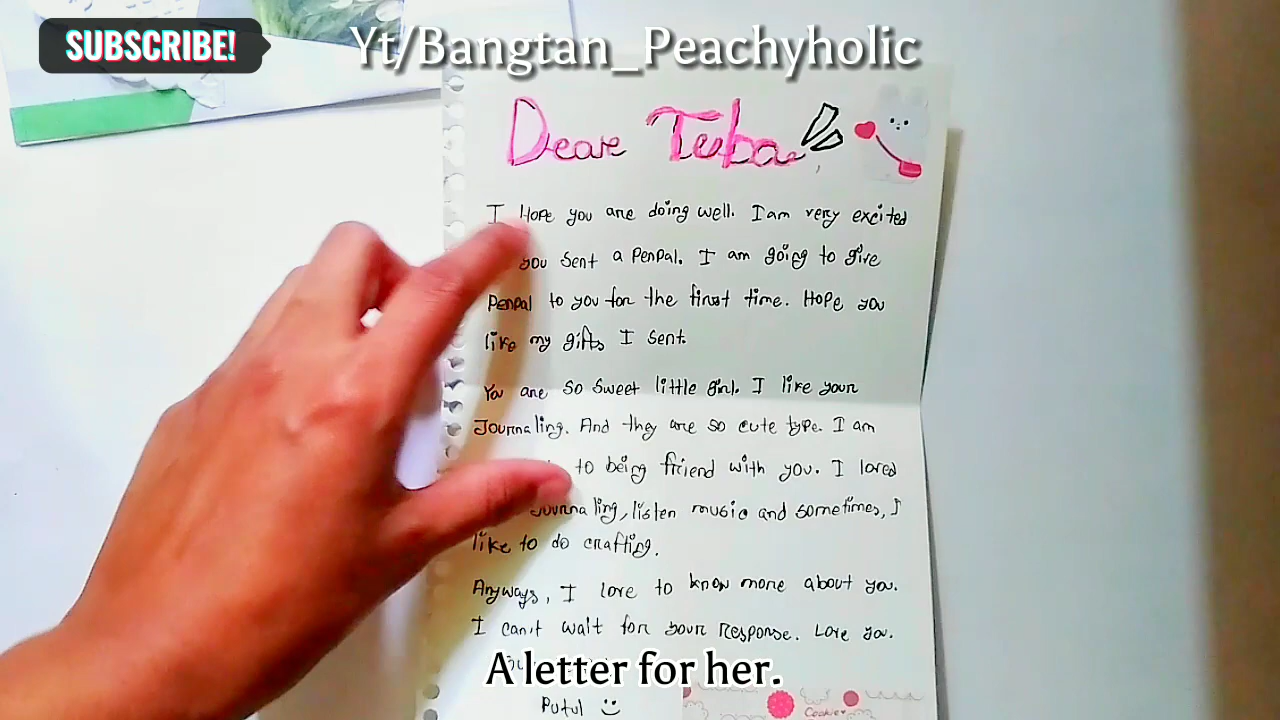 SUBSCRIBE!
Yt/Bangtan_Peachyholic
Dear Tuba
I Hope you are doing well. I am very excited
you sent a Penpal. I am going to give
Penpal to you for the first time. Hope you
like my gifts I sent.
You are so sweet little girl. I like your
Journaling. And they are so cute type. I am
to being friend with you. I loved
Journaling, listen music and sometimes, I
like to do crafting.
Anyways, I love to know more about you.
I can't wait for your Response. Love you.
A letter for her.
Putul
Cookie